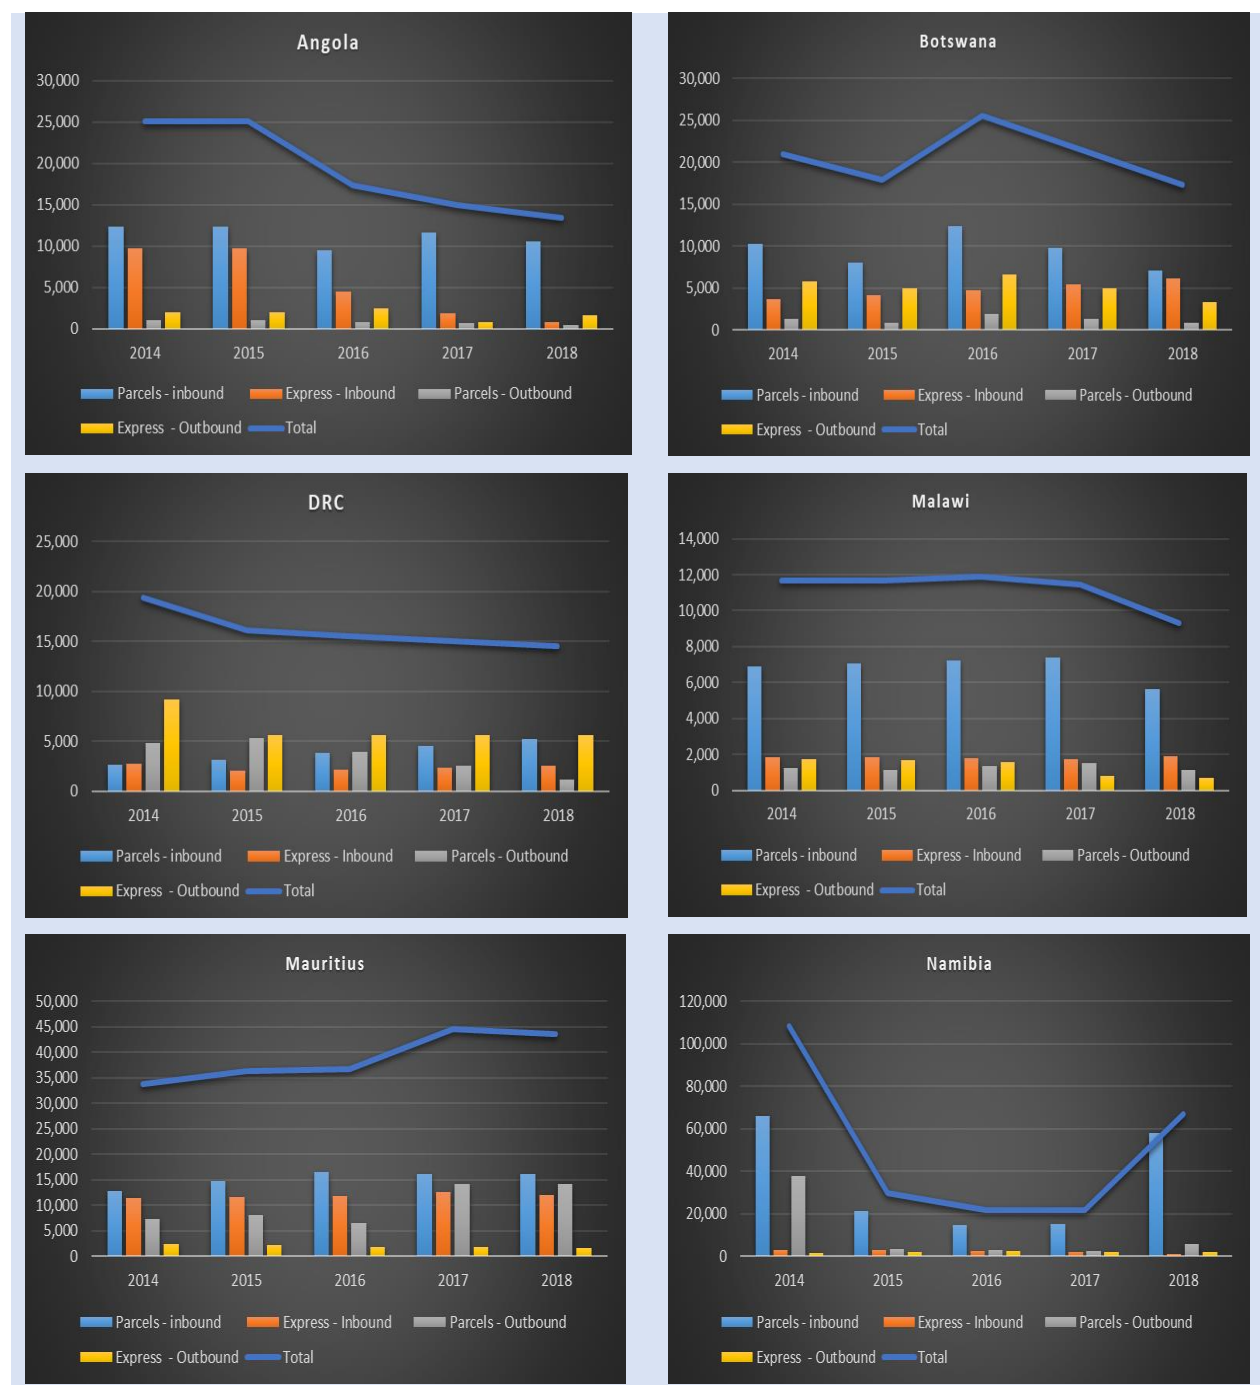 Angola
30,000
25,000
20,000
15,000
10,000
5,000
0
2014 2015 2016 2017 2018
Parcels - inbound Express - Inbound Parcels - Outbound
Express - Outbound Total
Botswana
30,000
25,000
20,000
15,000
10,000
5,000
0
2014 2015 2016 2017 2018
Parcels - inbound Express - Inbound Parcels - Outbound
Express - Outbound Total
DRC
25,000
20,000
15,000
10,000
5,000
0
2014 2015 2016 2017 2018
Parcels - inbound Express - Inbound Parcels - Outbound
Express - Outbound Total
Malawi
14,000
12,000
10,000
8,000
6,000
4,000
2,000
0
2014 2015 2016 2017 2018
Parcels - inbound Express - Inbound Parcels - Outbound
Express - Outbound Total
Mauritius
50,000
45,000
40,000
35,000
30,000
25,000
20,000
15,000
10,000
5,000
0
2014 2015 2016 2017 2018
Parcels - inbound Express - Inbound Parcels - Outbound
Express - Outbound Total
Namibia
120,000
100,000
80,000
60,000
40,000
20,000
0
2014 2015 2016 2017 2018
Parcels - inbound Express - Inbound Parcels - Outbound
Express - Outbound Total